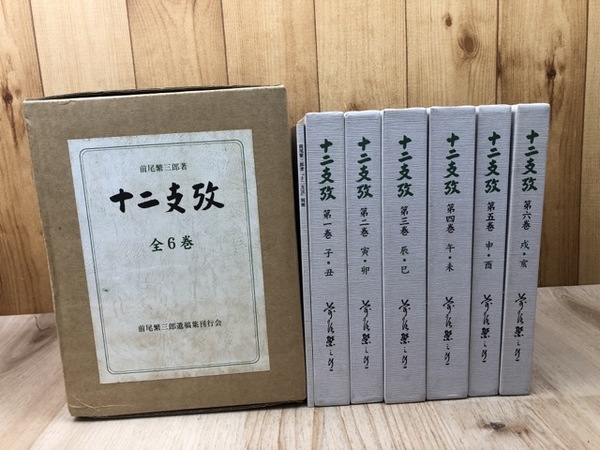 前尾繁三郎著
十二支攷
全6巻
前尾繁三郎遺稿集刊行会
十二支攷 第一巻 子・丑
十二支攷 第二巻 寅・卯
十二支攷 第三巻 辰・巳
十二支攷 第四巻 午・未
十二支攷 第五巻 申・酉
十二支攷 第六巻 戌・亥